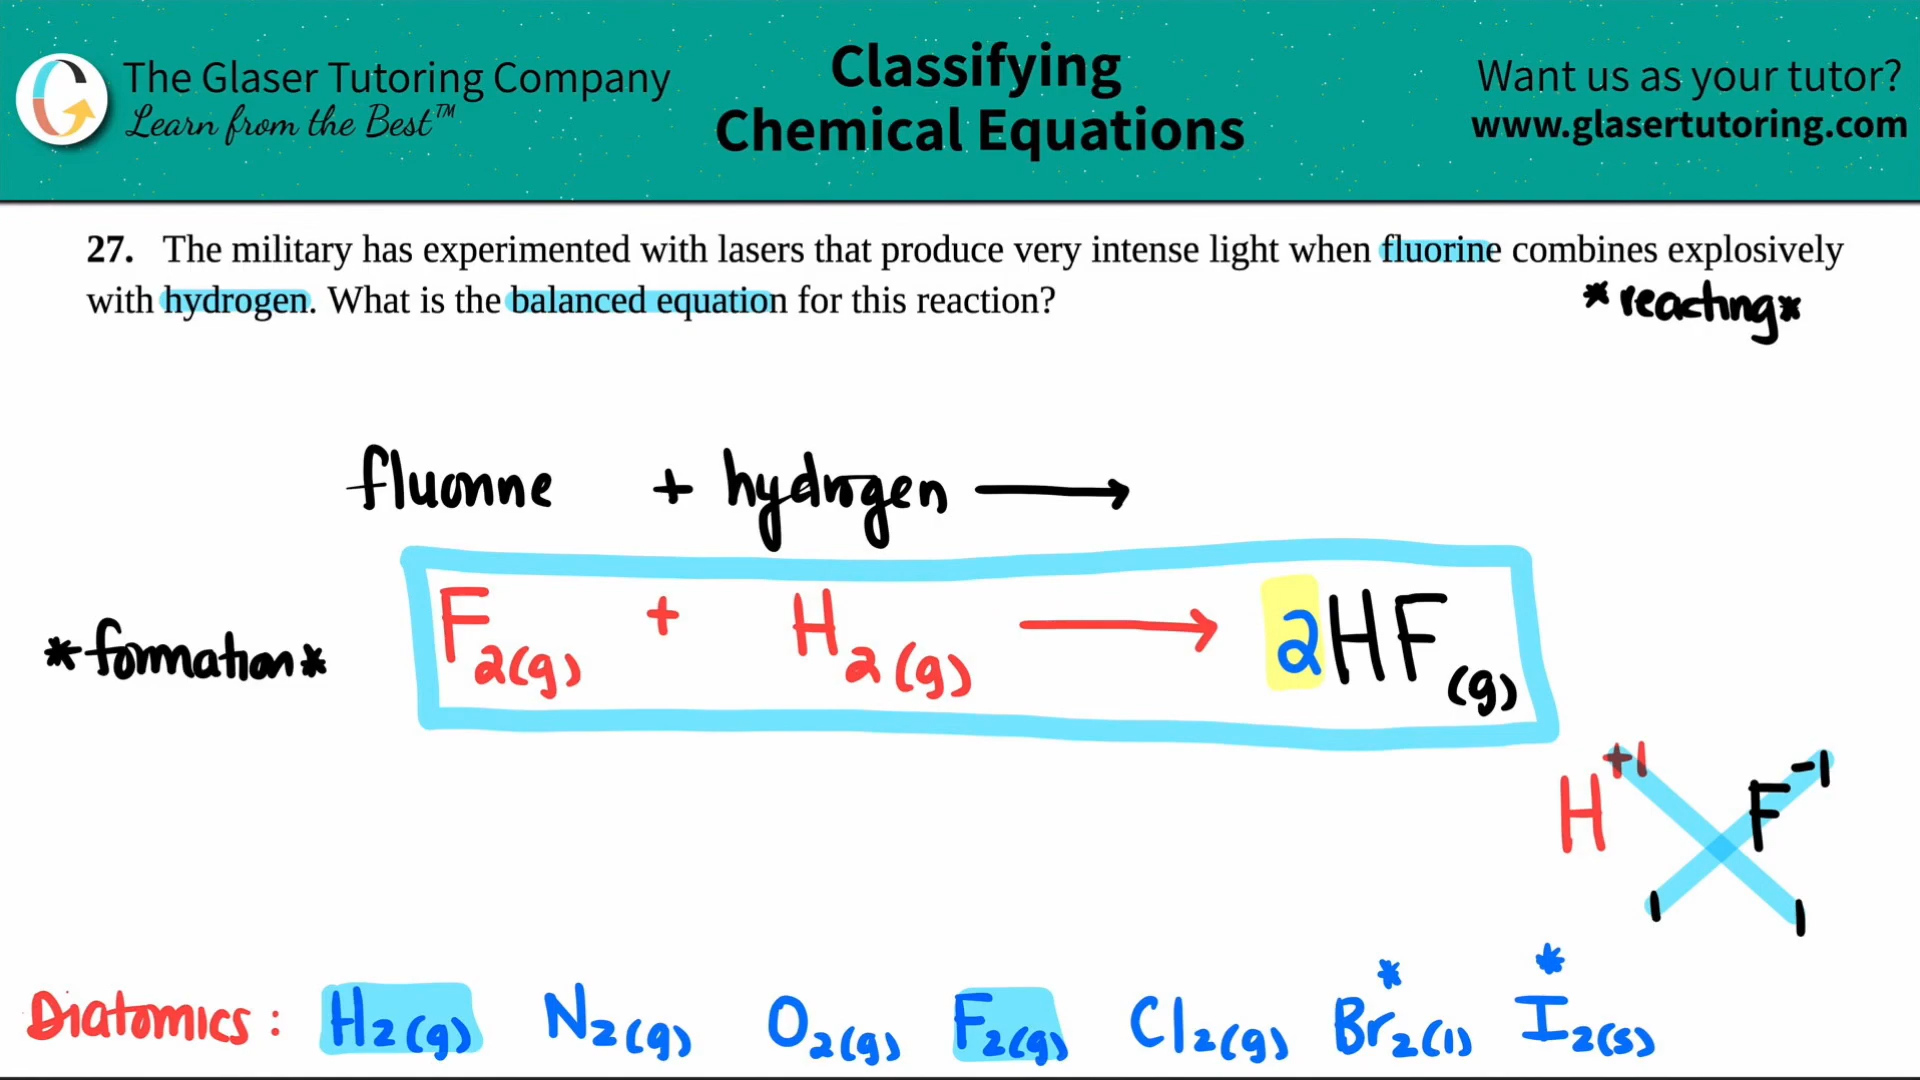 The Glaser Tutoring Company
Learn from the Best™
Classifying
Chemical Equations
Want us as your tutor?
www.glasertutoring.com
27. The military has experimented with lasers that produce very intense light when fluorine combines explosively
with hydrogen. What is the balanced equation for this reaction?
*reacting*
fluorine + hydrogen →
*formation*
F₂(g) + H₂(g) → 2HF(g)
H⁺¹ F⁻¹
1 1
* *
Diatomics: H₂(g) N₂(g) O₂(g) F₂(g) Cl₂(g) Br₂(l) I₂(s)